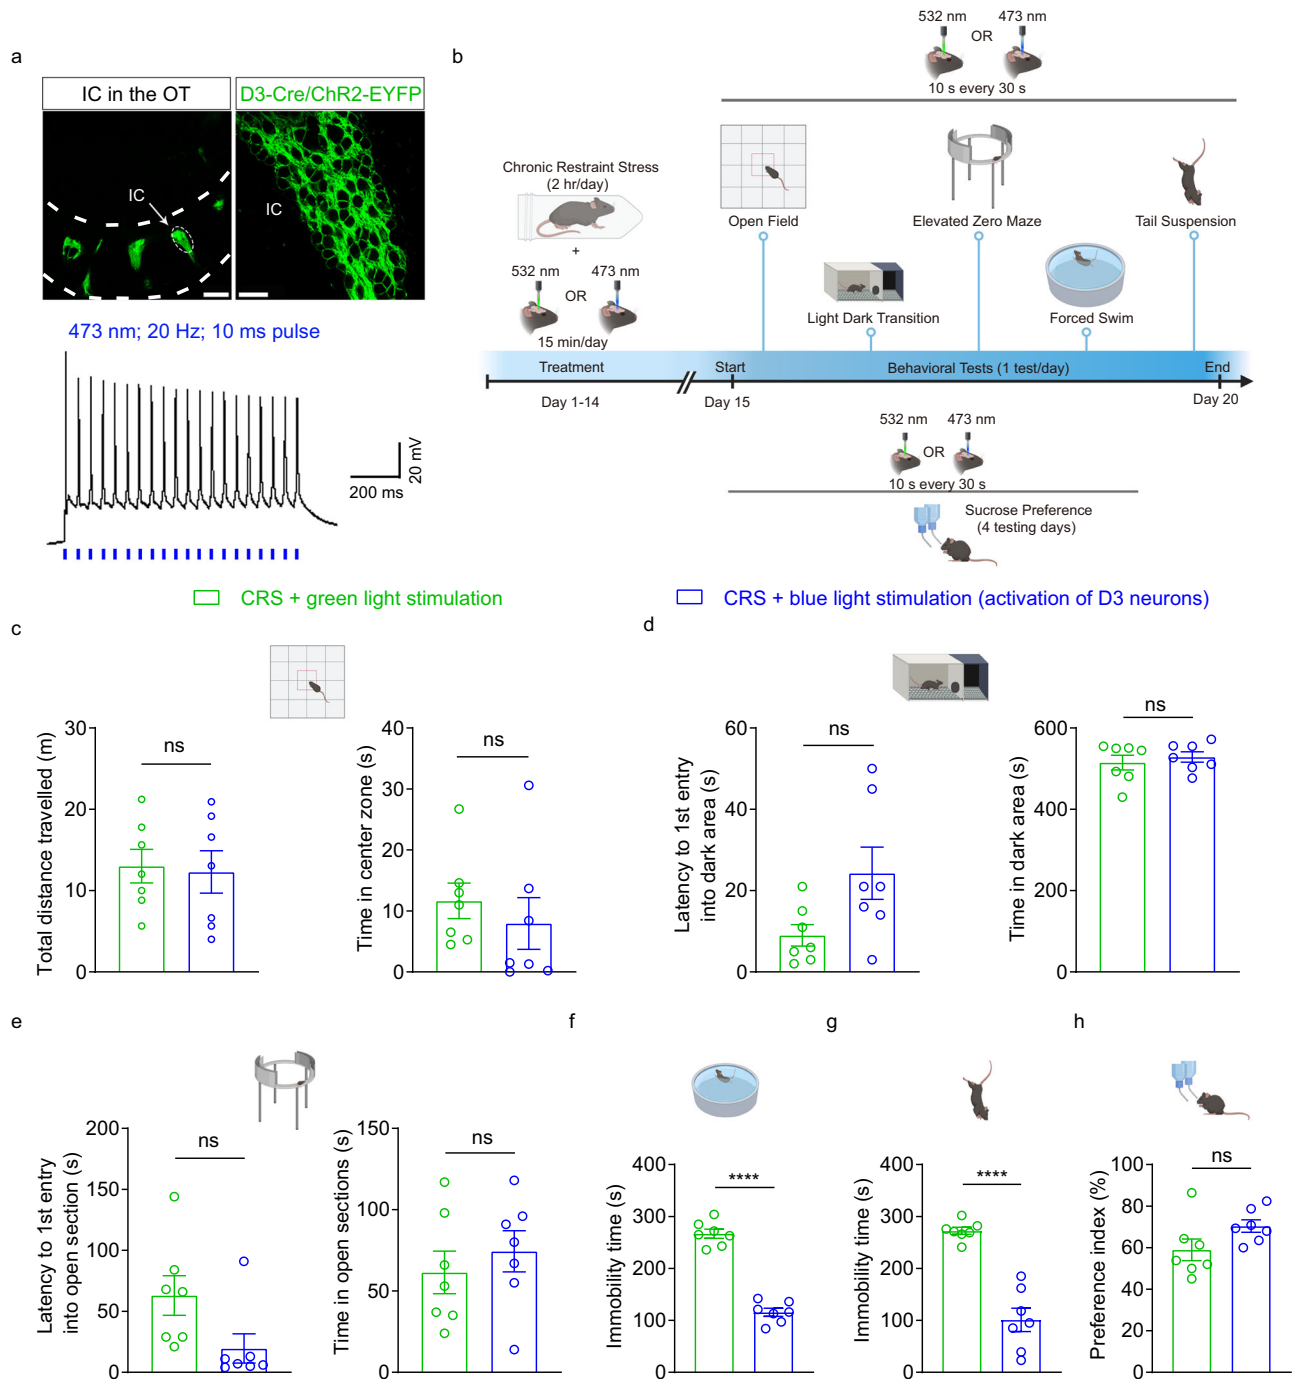 a
IC in the OT
D3-Cre/ChR2-EYFP
IC
IC
473 nm; 20 Hz; 10 ms pulse
20 mV
200 ms
b
532 nm
473 nm
OR
10 s every 30 s
Chronic Restraint Stress
(2 hr/day)
+
532 nm
473 nm
OR
15 min/day
Open Field
Elevated Zero Maze
Tail Suspension
Light Dark Transition
Forced Swim
Treatment
Start
Behavioral Tests (1 test/day)
End
Day 1-14
Day 15
Day 20
532 nm
473 nm
OR
10 s every 30 s
Sucrose Preference
(4 testing days)
CRS + green light stimulation
CRS + blue light stimulation (activation of D3 neurons)
c
Total distance travelled (m)
30
20
10
0
ns
Time in center zone (s)
40
30
20
10
0
ns
d
Latency to 1st entry
into dark area (s)
60
40
20
0
ns
Time in dark area (s)
600
400
200
0
ns
e
Latency to 1st entry
into open section (s)
200
150
100
50
0
ns
Time in open sections (s)
150
100
50
0
ns
f
Immobility time (s)
400
300
200
100
0
****
g
Immobility time (s)
400
300
200
100
0
****
h
Preference index (%)
100
80
60
40
20
0
ns